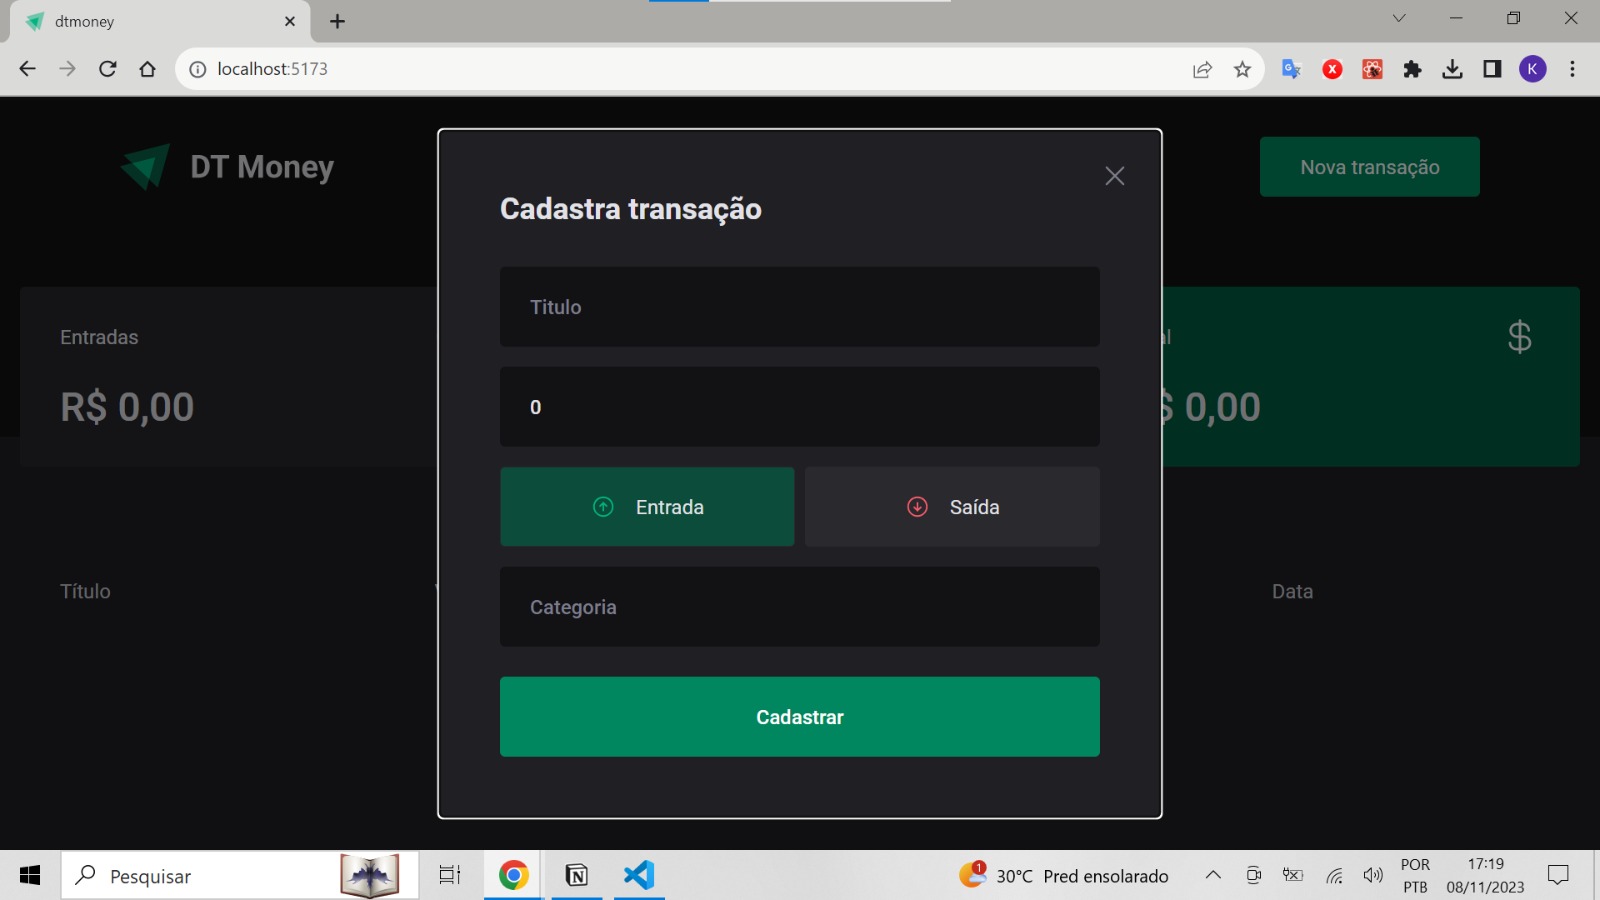 dtmoney
localhost:5173
K
DT Money
Nova transação
Cadastra transação
Titulo
Entradas
al
R$ 0,00
0
$ 0,00
Entrada
Saída
Título
Categoria
Data
Cadastrar
Pesquisar
1
30°C Pred ensolarado
POR
PTB
17:19
08/11/2023